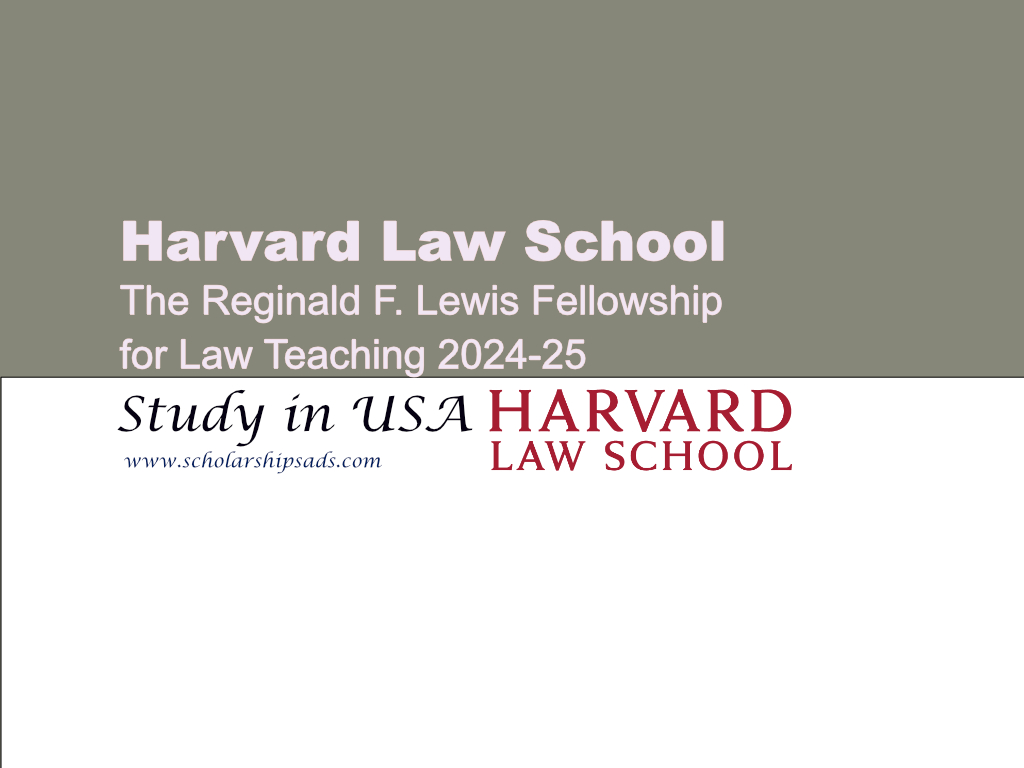 Harvard Law School
The Reginald F. Lewis Fellowship
for Law Teaching 2024-25
Study in USA
www.scholarshipsads.com
HARVARD
LAW SCHOOL